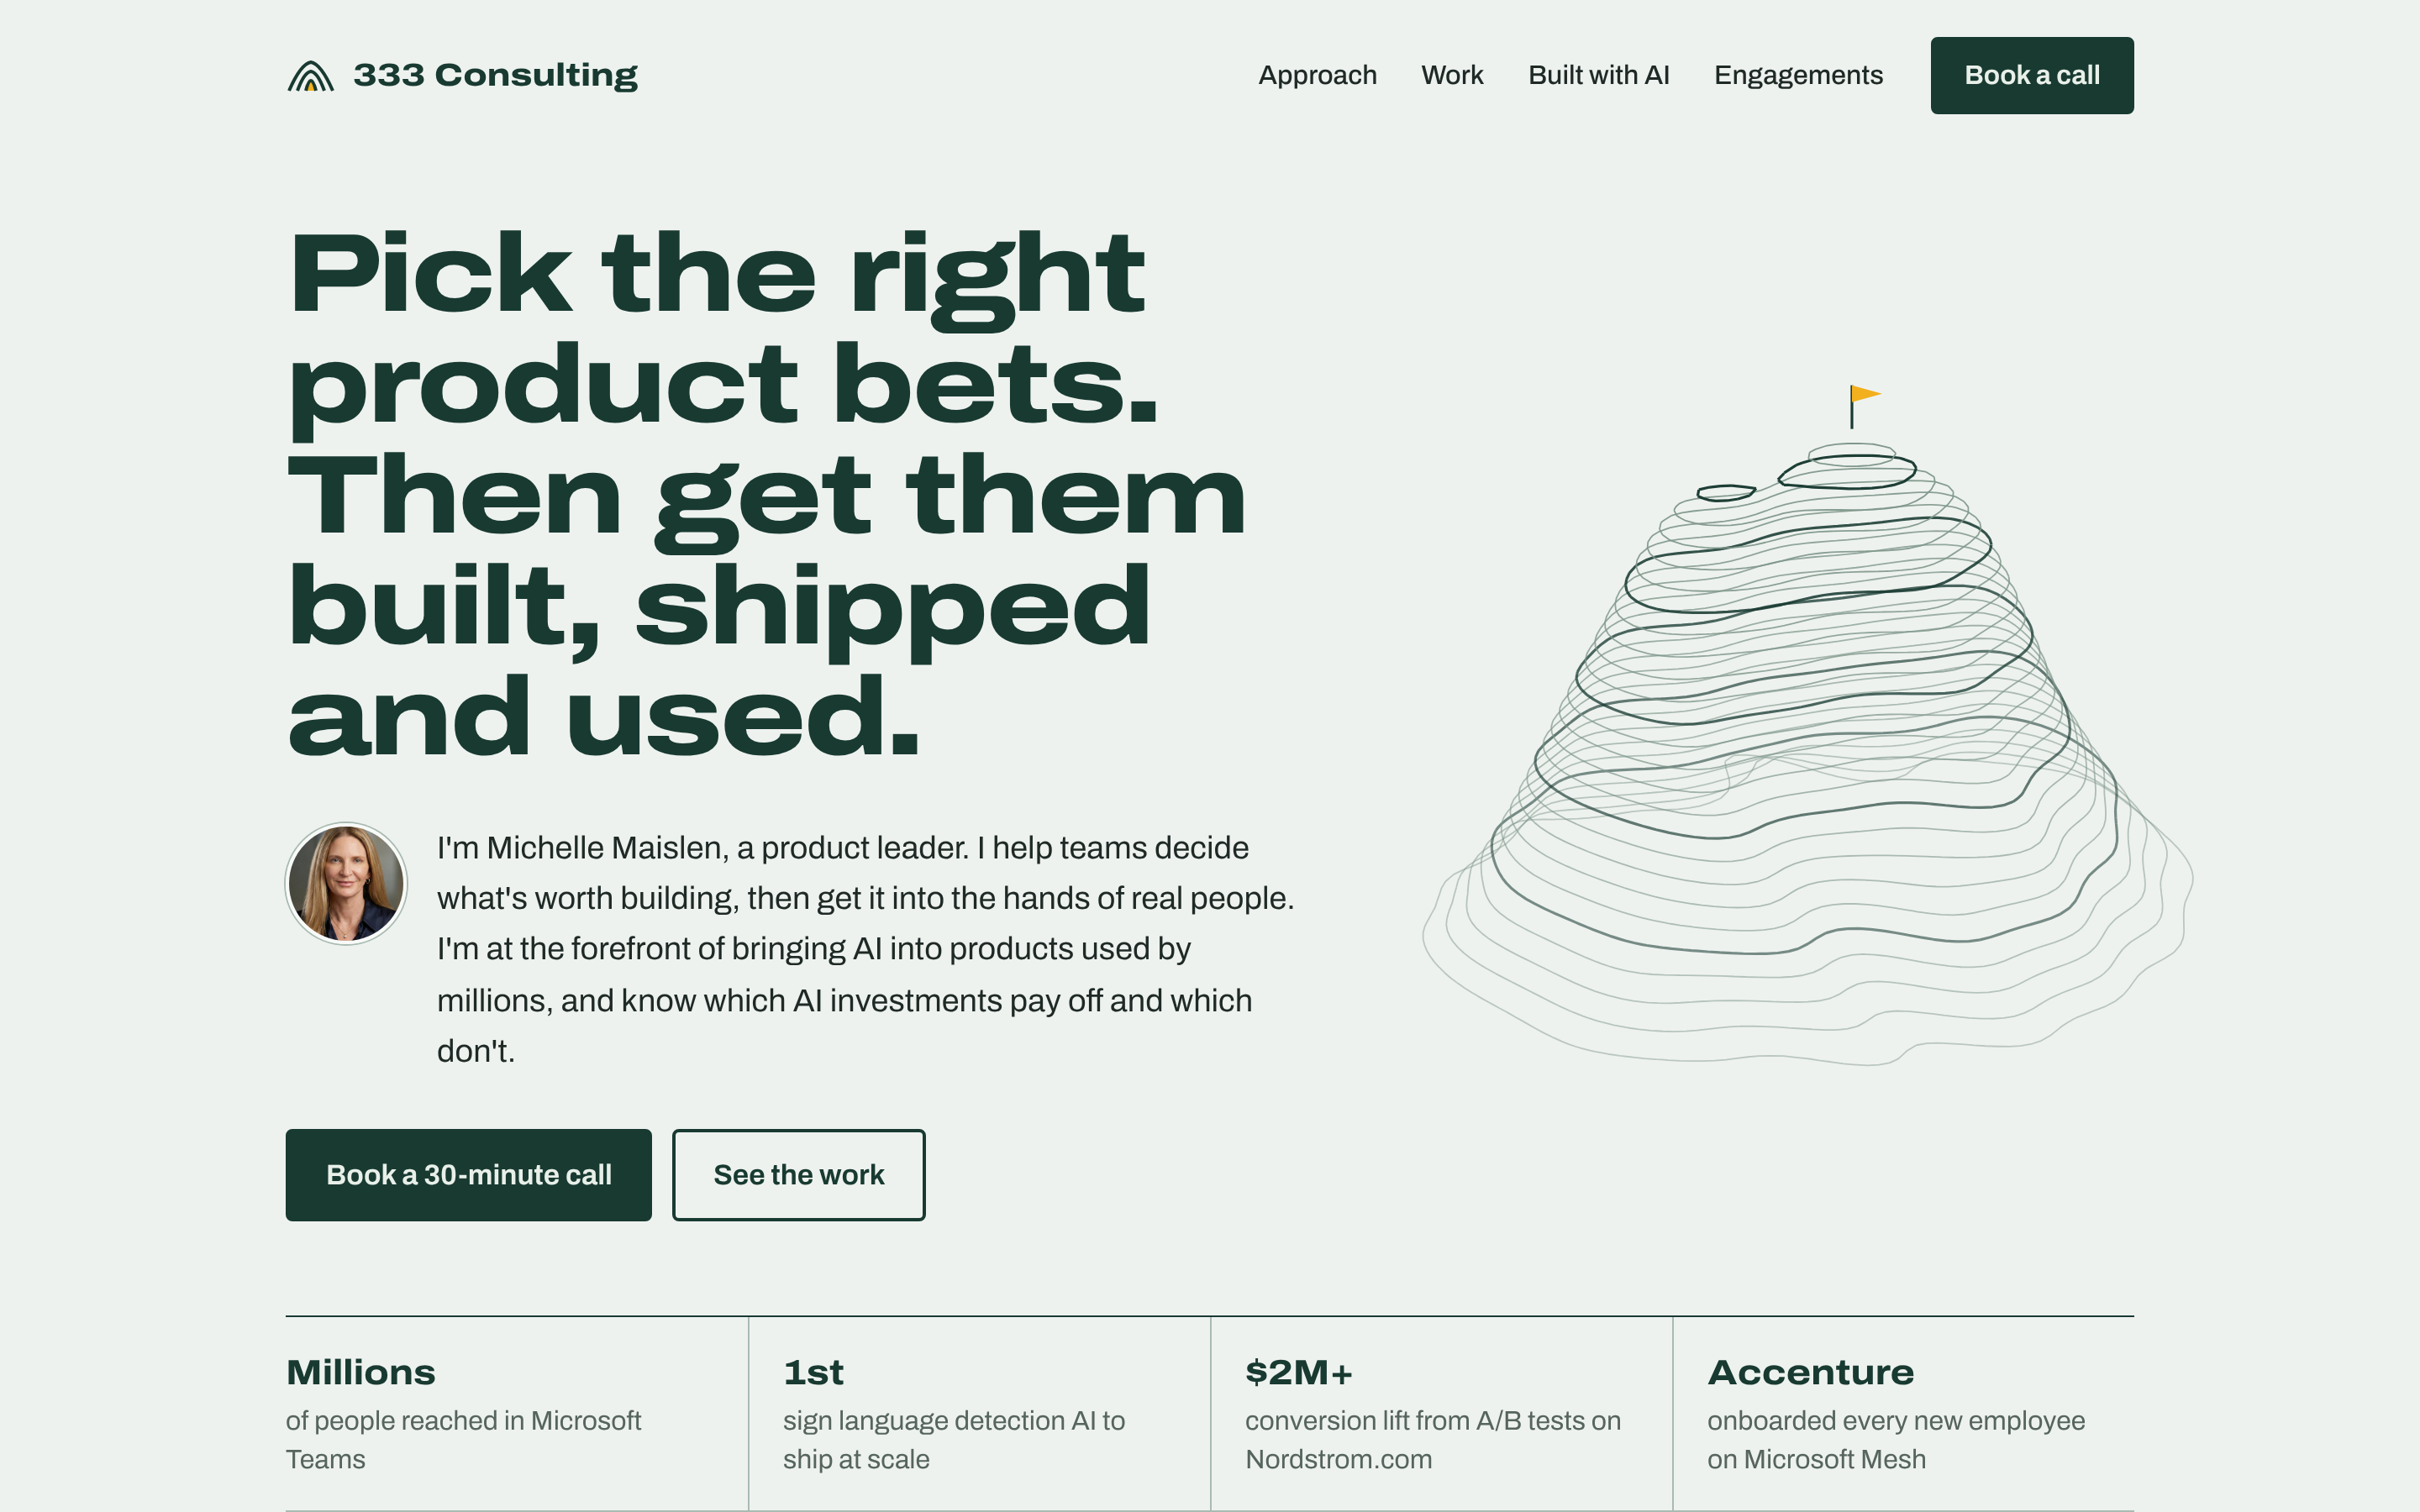 333 Consulting
Approach
Work
Built with AI
Engagements
Book a call
Pick the right
product bets.
Then get them
built, shipped
and used.
I'm Michelle Maislen, a product leader. I help teams decide
what's worth building, then get it into the hands of real people.
I'm at the forefront of bringing AI into products used by
millions, and know which AI investments pay off and which
don't.
Book a 30-minute call
See the work
Millions
of people reached in Microsoft
Teams
1st
sign language detection AI to
ship at scale
$2M+
conversion lift from A/B tests on
Nordstrom.com
Accenture
onboarded every new employee
on Microsoft Mesh